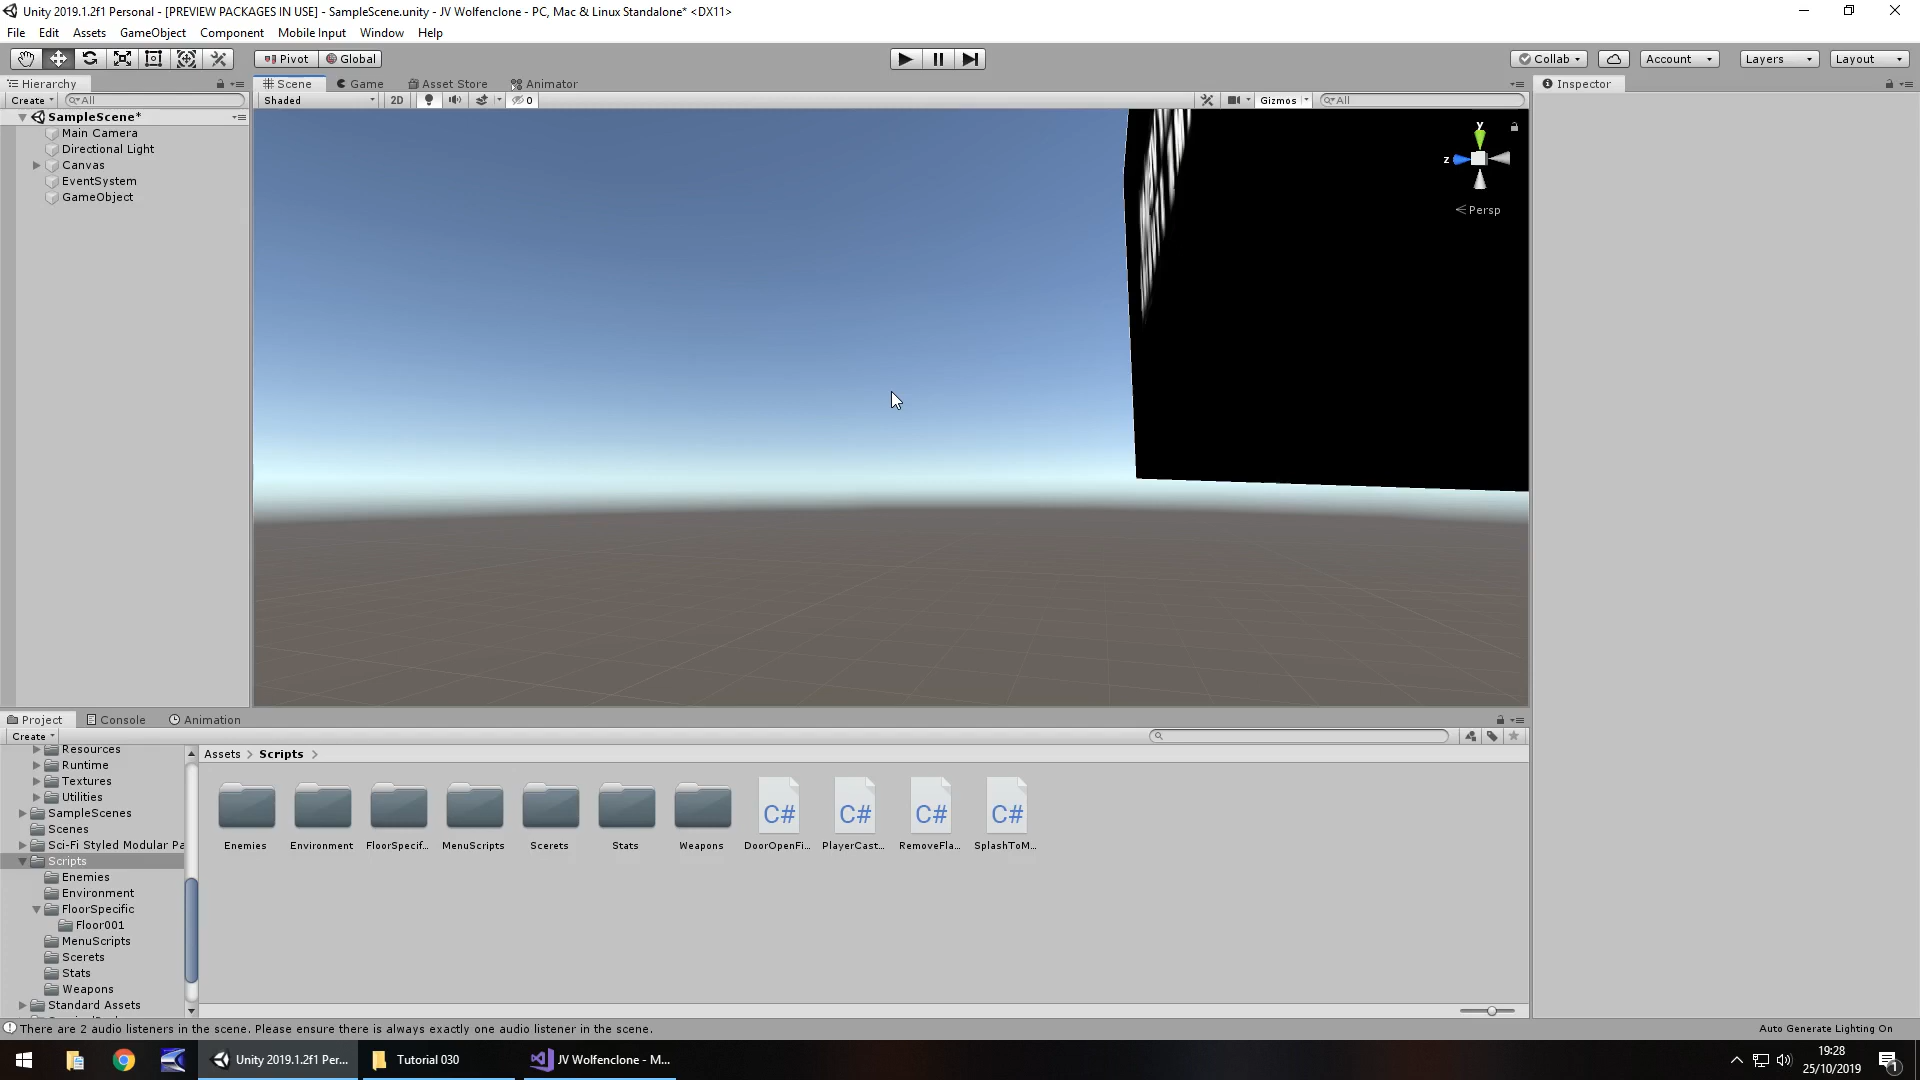 Unity 2019.1.2f1 Personal - [PREVIEW PACKAGES IN USE] - SampleScene.unity - JV Wolfenclone - PC, Mac & Linux Standalone* <DX11>
File Edit Assets GameObject Component Mobile Input Window Help
Pivot Global Collab Account Layers Layout
Hierarchy Scene Game Asset Store Animator Inspector
Create All Shaded 2D 0 Gizmos All
SampleScene*
Main Camera
Directional Light
Canvas
EventSystem
GameObject
y
z
Persp
Project Console Animation
Create
Resources
Runtime
Textures
Utilities
SampleScenes
Scenes
Sci-Fi Styled Modular Pa
Scripts
Enemies
Environment
FloorSpecific
Floor001
MenuScripts
Scerets
Stats
Weapons
Standard Assets
Assets > Scripts >
C# C# C# C#
Enemies Environment FloorSpecif... MenuScripts Scerets Stats Weapons DoorOpenFi... PlayerCast... RemoveFla... SplashToM...
There are 2 audio listeners in the scene. Please ensure there is always exactly one audio listener in the scene.
Auto Generate Lighting On
Unity 2019.1.2f1 Per... Tutorial 030 JV Wolfenclone - M...
19:28
25/10/2019
1